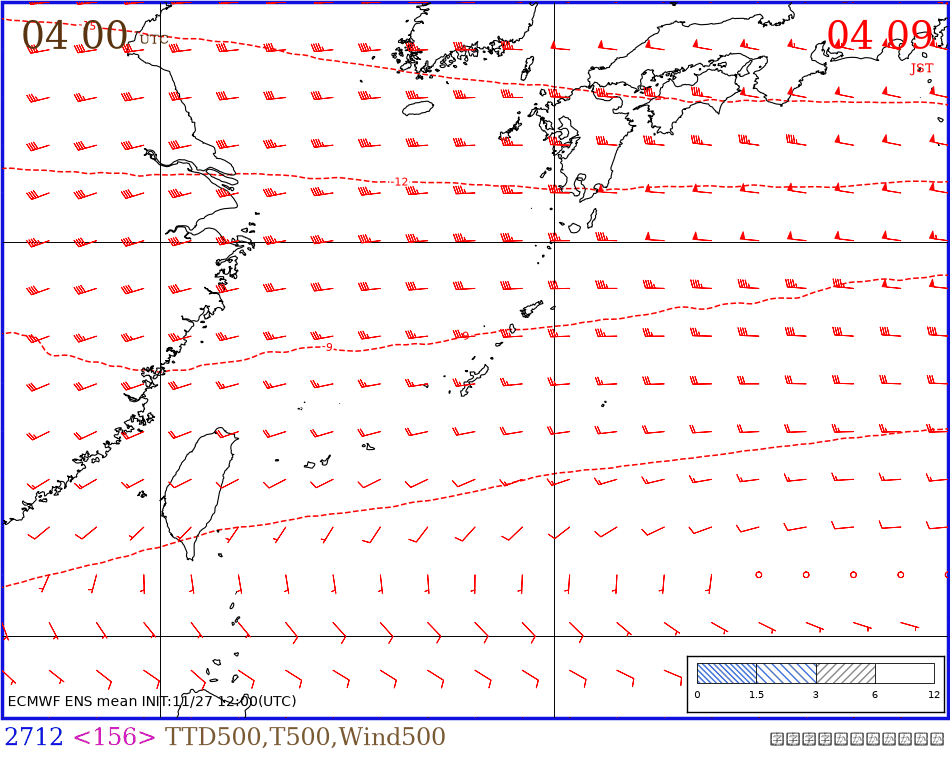 04 00 UTC
04 09
JST
-12
-9
-9
ECMWF ENS mean INIT:11/27 12:00(UTC)
0 1.5 3 6 12
2712 <156> TTD500,T500,Wind500